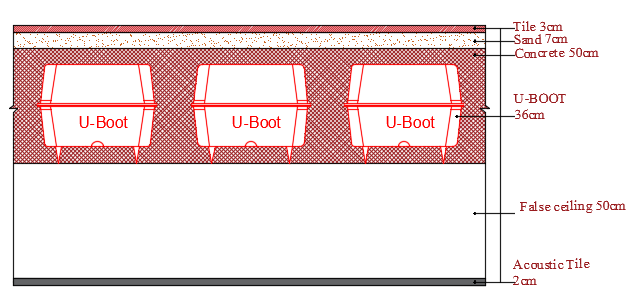 Tile 3cm
Sand 7cm
Concrete 50cm
U-BOOT
36cm
U-Boot U-Boot U-Boot
False ceiling 50cm
Acoustic Tile
2cm